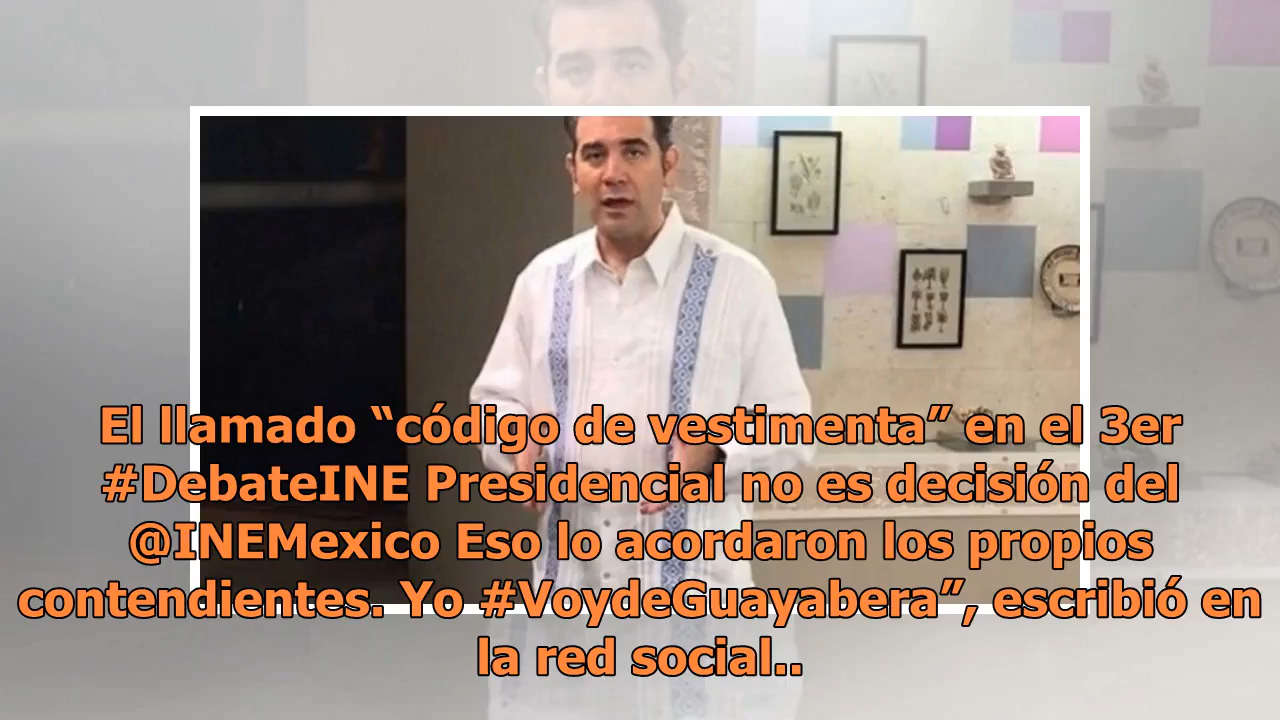 El llamado “código de vestimenta” en el 3er
#DebateINE Presidencial no es decisión del
@INEMexico Eso lo acordaron los propios
contendientes. Yo #VoydeGuayabera”, escribió en
la red social..